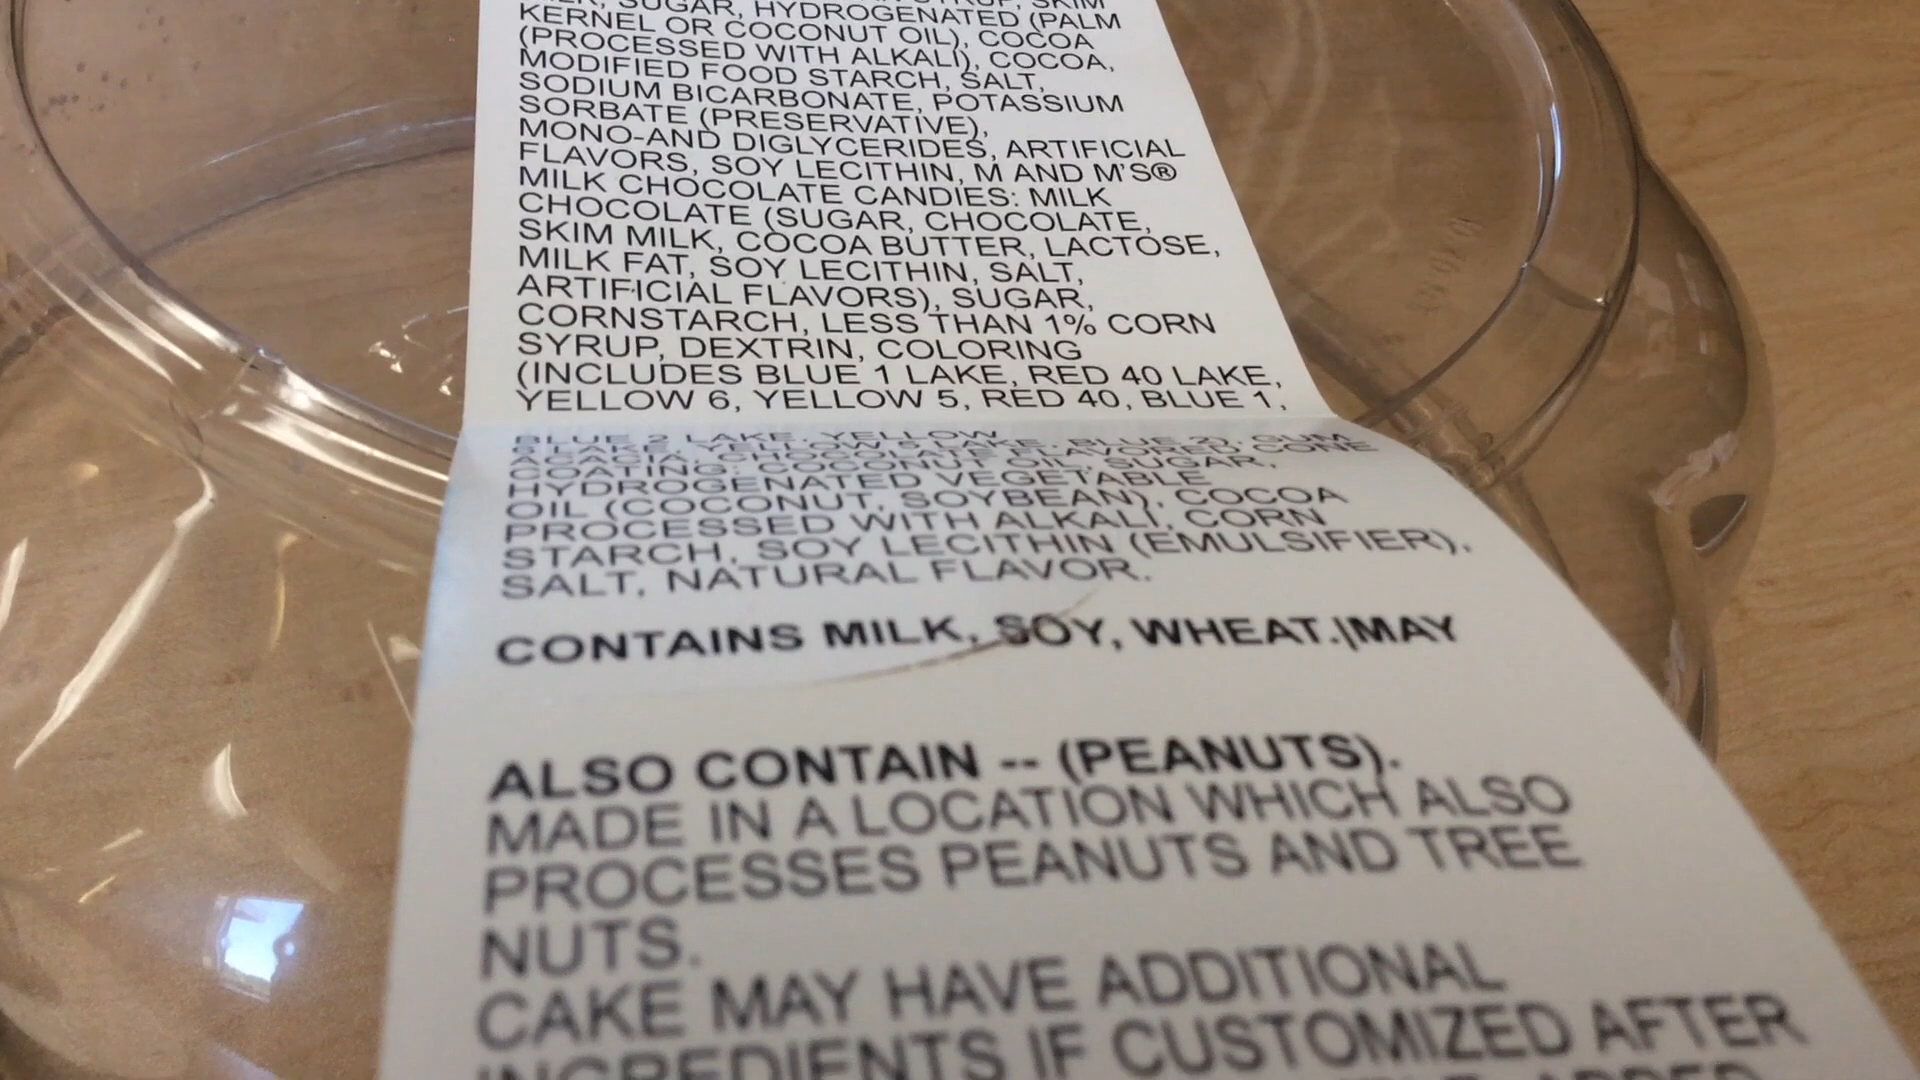 SUGAR, HYDROGENATED (PALM
KERNEL OR COCONUT OIL), COCOA
(PROCESSED WITH ALKALI), COCOA,
MODIFIED FOOD STARCH, SALT,
SODIUM BICARBONATE, POTASSIUM
SORBATE (PRESERVATIVE),
MONO-AND DIGLYCERIDES, ARTIFICIAL
FLAVORS, SOY LECITHIN, M AND M'S®
MILK CHOCOLATE CANDIES: MILK
CHOCOLATE (SUGAR, CHOCOLATE,
SKIM MILK, COCOA BUTTER, LACTOSE,
MILK FAT, SOY LECITHIN, SALT,
ARTIFICIAL FLAVORS), SUGAR,
CORNSTARCH, LESS THAN 1% CORN
SYRUP, DEXTRIN, COLORING
(INCLUDES BLUE 1 LAKE, RED 40 LAKE,
YELLOW 6, YELLOW 5, RED 40, BLUE 1,
BLUE 2 LAKE, YELLOW
6 LAKE, YELLOW 5 LAKE, BLUE 2), GUM
ACACIA, CHOCOLATE FLAVORED CONE
COATING: COCONUT OIL, SUGAR,
HYDROGENATED VEGETABLE
OIL (COCONUT, SOYBEAN), COCOA
PROCESSED WITH ALKALI, CORN
STARCH, SOY LECITHIN (EMULSIFIER),
SALT, NATURAL FLAVOR.
CONTAINS MILK, SOY, WHEAT.|MAY
ALSO CONTAIN -- (PEANUTS).
MADE IN A LOCATION WHICH ALSO
PROCESSES PEANUTS AND TREE
NUTS.
CAKE MAY HAVE ADDITIONAL
INGREDIENTS IF CUSTOMIZED AFTER